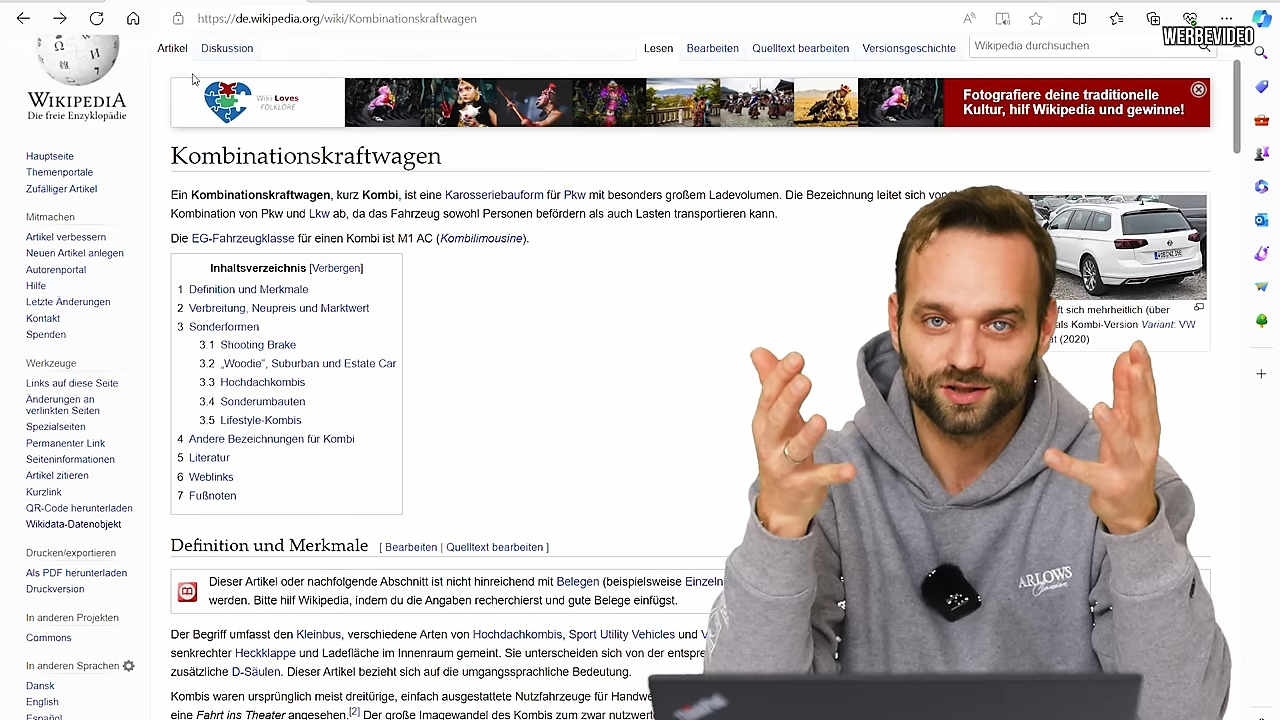 https://de.wikipedia.org/wiki/Kombinationskraftwagen
WERBEVIDEO
Artikel
Diskussion
Lesen
Bearbeiten
Quelltext bearbeiten
Versionsgeschichte
Wikipedia durchsuchen
WIKIPEDIA
Die freie Enzyklopädie
Wiki Loves
FOLKLORE
Fotografiere deine traditionelle
Kultur, hilf Wikipedia und gewinne!
Hauptseite
Themenportale
Zufälliger Artikel
Mitmachen
Artikel verbessern
Neuen Artikel anlegen
Autorenportal
Hilfe
Letzte Änderungen
Kontakt
Spenden
Werkzeuge
Links auf diese Seite
Änderungen an
verlinkten Seiten
Spezialseiten
Permanenter Link
Seiteninformationen
Artikel zitieren
Kurzlink
QR-Code herunterladen
Wikidata-Datenobjekt
Drucken/exportieren
Als PDF herunterladen
Druckversion
In anderen Projekten
Commons
In anderen Sprachen
Dansk
English
Español
Kombinationskraftwagen
Ein Kombinationskraftwagen, kurz Kombi, ist eine Karosseriebauform für Pkw mit besonders großem Ladevolumen. Die Bezeichnung leitet sich von
Kombination von Pkw und Lkw ab, da das Fahrzeug sowohl Personen befördern als auch Lasten transportieren kann.
Die EG-Fahrzeugklasse für einen Kombi ist M1 AC (Kombilimousine).
Inhaltsverzeichnis [Verbergen]
1 Definition und Merkmale
2 Verbreitung, Neupreis und Marktwert
3 Sonderformen
3.1 Shooting Brake
3.2 „Woodie“, Suburban und Estate Car
3.3 Hochdachkombis
3.4 Sonderumbauten
3.5 Lifestyle-Kombis
4 Andere Bezeichnungen für Kombi
5 Literatur
6 Weblinks
7 Fußnoten
ft sich mehrheitlich (über
als Kombi-Version Variant: VW
at (2020)
Definition und Merkmale [ Bearbeiten | Quelltext bearbeiten ]
Dieser Artikel oder nachfolgende Abschnitt ist nicht hinreichend mit Belegen (beispielsweise Einzeln
werden. Bitte hilf Wikipedia, indem du die Angaben recherchierst und gute Belege einfügst.
Der Begriff umfasst den Kleinbus, verschiedene Arten von Hochdachkombis, Sport Utility Vehicles und V
senkrechter Heckklappe und Ladefläche im Innenraum gemeint. Sie unterscheiden sich von der entspre
zusätzliche D-Säulen. Dieser Artikel bezieht sich auf die umgangssprachliche Bedeutung.
Kombis waren ursprünglich meist dreitürige, einfach ausgestattete Nutzfahrzeuge für Handwe
eine Fahrt ins Theater angesehen.[2] Der große Imagewandel des Kombis zum zwar nutzwert
ARLOWS